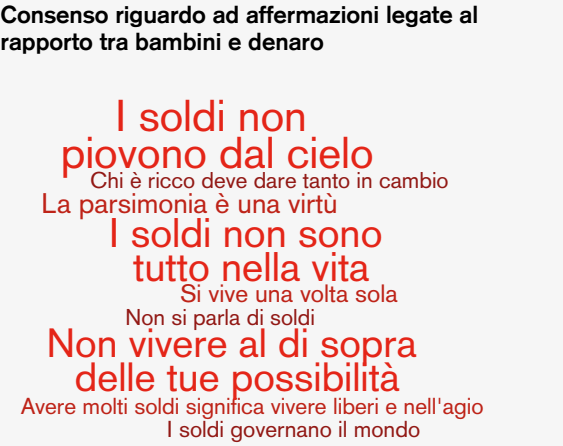 Consenso riguardo ad affermazioni legate al
rapporto tra bambini e denaro
I soldi non
piovono dal cielo
Chi è ricco deve dare tanto in cambio
La parsimonia è una virtù
I soldi non sono
tutto nella vita
Si vive una volta sola
Non si parla di soldi
Non vivere al di sopra
delle tue possibilità
Avere molti soldi significa vivere liberi e nell'agio
I soldi governano il mondo